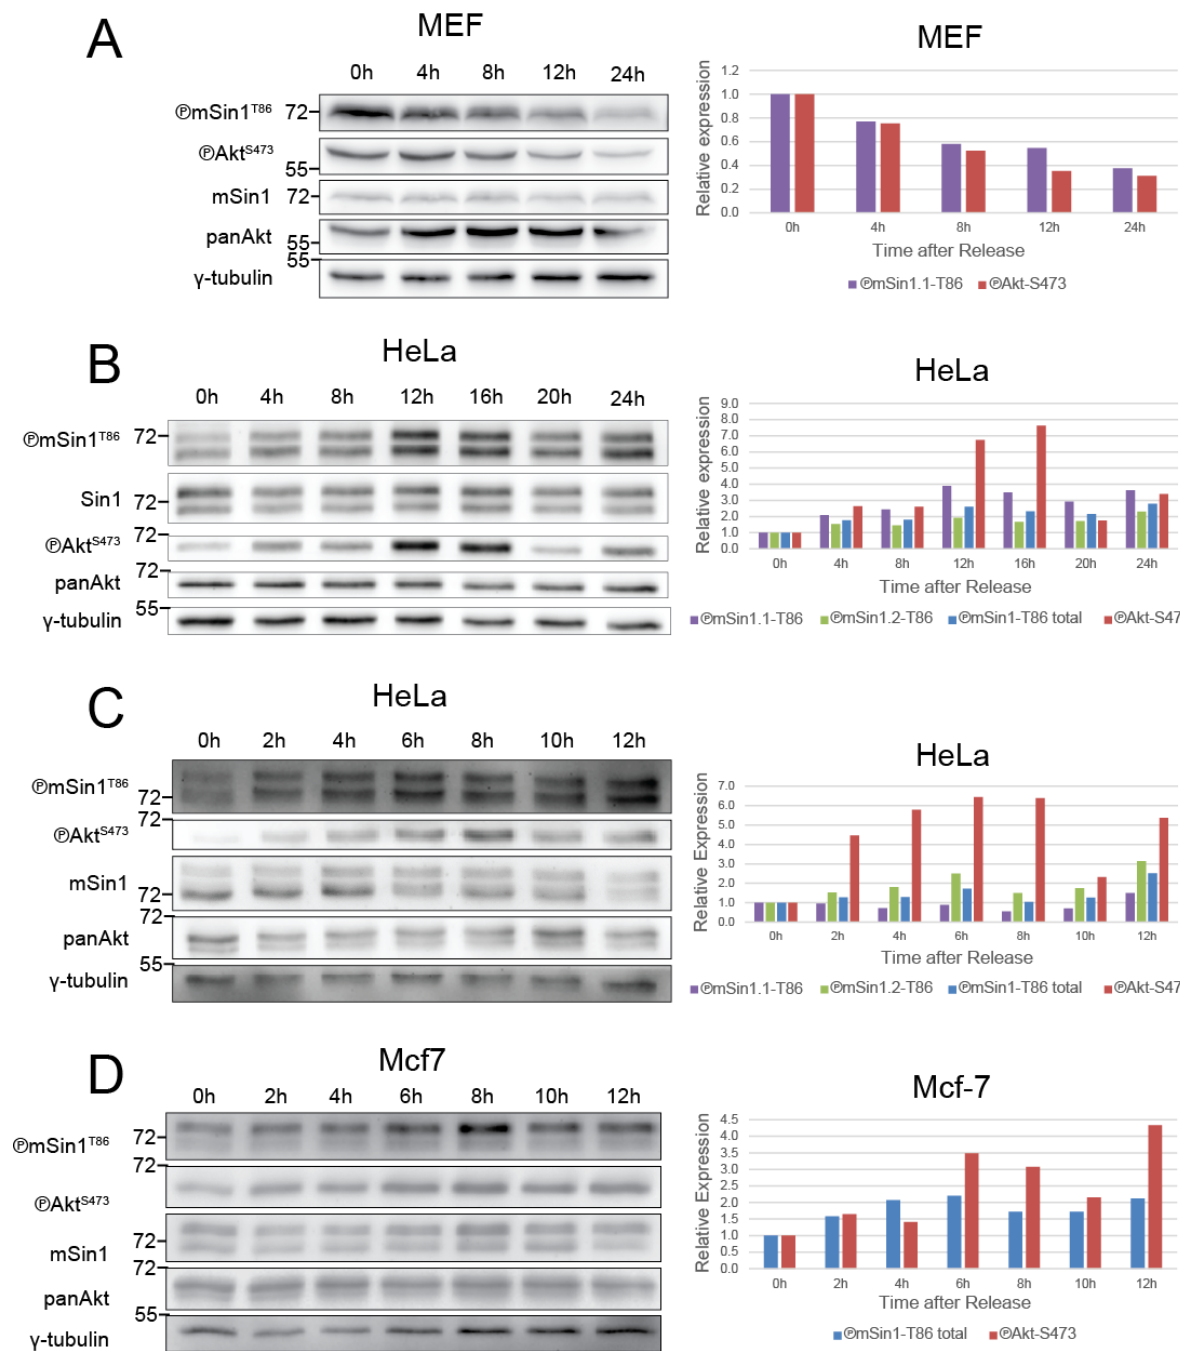 A
MEF
0h 4h 8h 12h 24h
ⓅmSin1ᵀ⁸⁶ 72
ⓅAktˢ⁴⁷³ 55
mSin1 72
panAkt 55
55
γ-tubulin
MEF
Relative expression
1.2
1.0
0.8
0.6
0.4
0.2
0.0
0h 4h 8h 12h 24h
Time after Release
ⓅmSin1.1-T86 ⓅAkt-S473
B
HeLa
0h 4h 8h 12h 16h 20h 24h
ⓅmSin1ᵀ⁸⁶ 72
Sin1 72
ⓅAktˢ⁴⁷³ 72
panAkt 72
55
γ-tubulin
HeLa
Relative expression
9.0
8.0
7.0
6.0
5.0
4.0
3.0
2.0
1.0
0.0
0h 4h 8h 12h 16h 20h 24h
Time after Release
ⓅmSin1.1-T86 ⓅmSin1.2-T86 ⓅmSin1-T86 total ⓅAkt-S47
C
HeLa
0h 2h 4h 6h 8h 10h 12h
ⓅmSin1ᵀ⁸⁶ 72
72
ⓅAktˢ⁴⁷³
mSin1 72
72
panAkt
55
γ-tubulin
HeLa
Relative Expression
7.0
6.0
5.0
4.0
3.0
2.0
1.0
0.0
0h 2h 4h 6h 8h 10h 12h
Time after Release
ⓅmSin1.1-T86 ⓅmSin1.2-T86 ⓅmSin1-T86 total ⓅAkt-S47
D
Mcf7
0h 2h 4h 6h 8h 10h 12h
ⓅmSin1ᵀ⁸⁶ 72
72
ⓅAktˢ⁴⁷³
mSin1 72
72
panAkt
55
γ-tubulin
Mcf-7
Relative Expression
4.5
4.0
3.5
3.0
2.5
2.0
1.5
1.0
0.5
0.0
0h 2h 4h 6h 8h 10h 12h
Time after Release
ⓅmSin1-T86 total ⓅAkt-S473